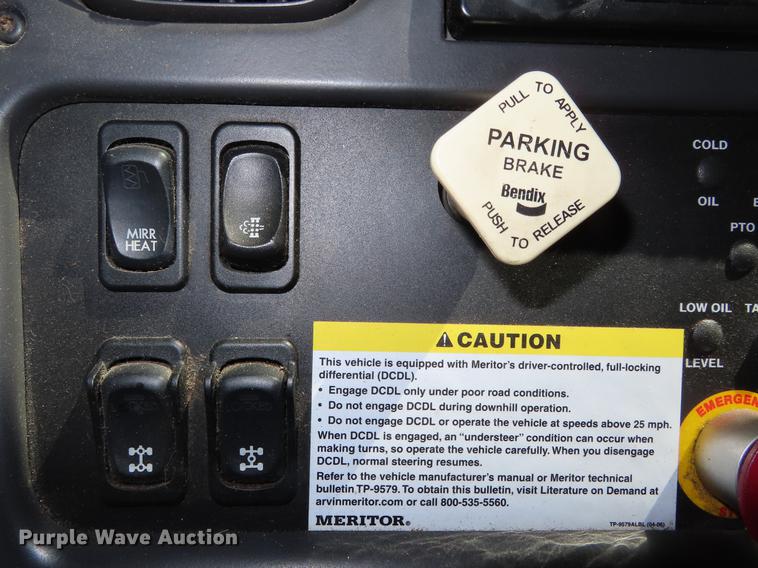 PULL TO APPLY
PARKING
BRAKE
Bendix
PUSH TO RELEASE
COLD
OIL
PTO
LOW OIL
LEVEL
MIRR
HEAT
CAUTION
This vehicle is equipped with Meritor's driver-controlled, full-locking
differential (DCDL).
• Engage DCDL only under poor road conditions.
• Do not engage DCDL during downhill operation.
• Do not engage DCDL or operate the vehicle at speeds above 25 mph.
When DCDL is engaged, an “understeer” condition can occur when
making turns, so operate the vehicle carefully. When you disengage
DCDL, normal steering resumes.
Refer to the vehicle manufacturer's manual or Meritor technical
bulletin TP-9579. To obtain this bulletin, visit Literature on Demand at
arvinmeritor.com or call 800-535-5560.
MERITOR®
TP-9579ALBL (04-06)
EMERGEN
Purple Wave Auction